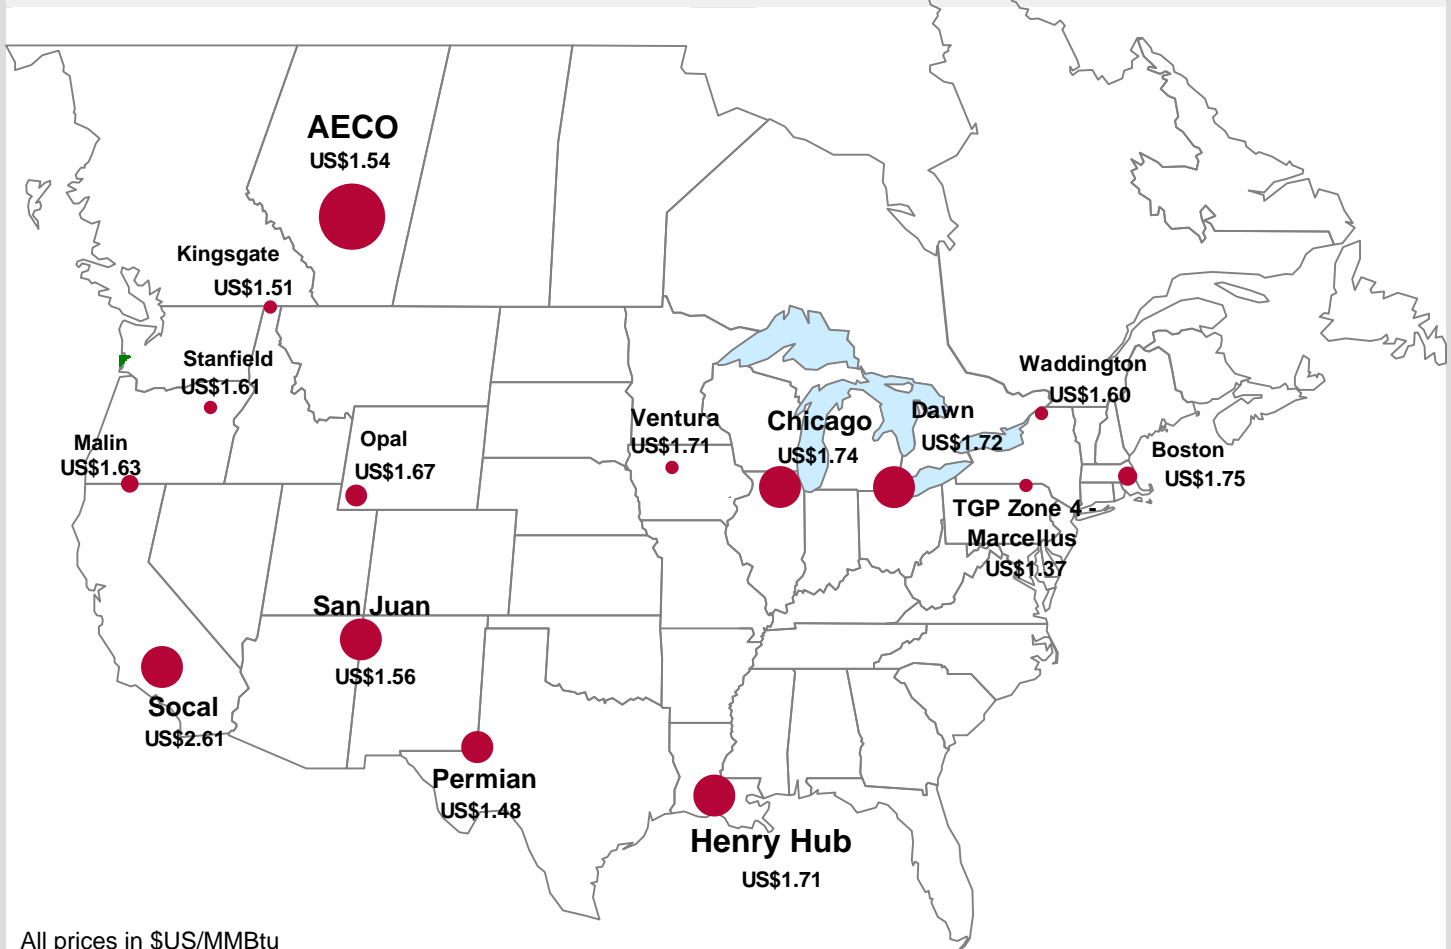 AECO
US$1.54
Kingsgate
US$1.51
Stanfield
US$1.61
Malin
US$1.63
Opal
US$1.67
Ventura
US$1.71
Chicago
US$1.74
Dawn
US$1.72
Waddington
US$1.60
Boston
US$1.75
TGP Zone 4 -
Marcellus
US$1.37
San Juan
US$1.56
Socal
US$2.61
Permian
US$1.48
Henry Hub
US$1.71
All prices in $US/MMBtu